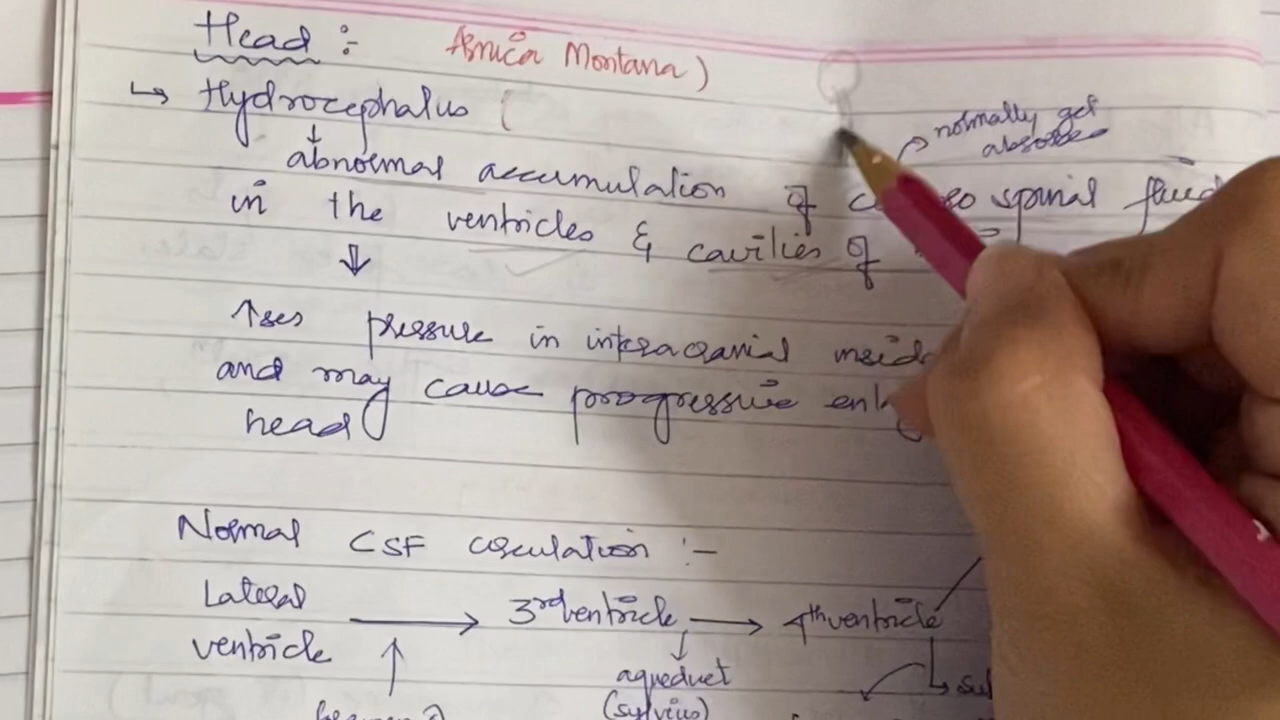 Head :-
Arnica Montana)
↳ Hydrocephalus (
normally get
absorbe
↓
abnormal accumulation of spinal fluid
in the ventricles & cavities of
⇓
↑ses pressure in intracranial
and may cause progressive
head
Normal CSF circulation :-
Lateral → 3rd ventricle → 4th ventricle
ventricle ↑ ↓
aqueduct
(Sylvius)